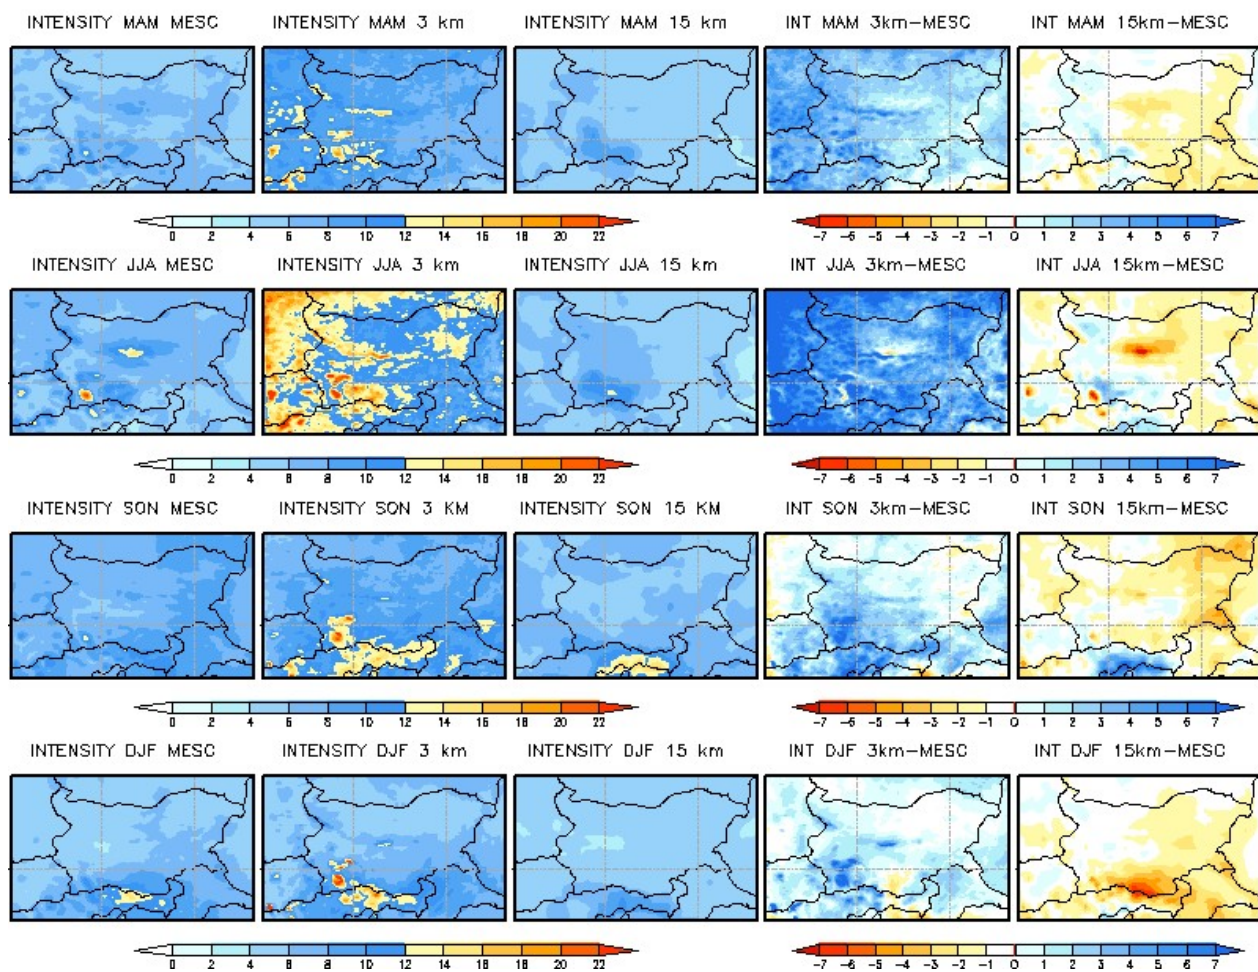 INTENSITY MAM MESC INTENSITY MAM 3 km INTENSITY MAM 15 km INT MAM 3km-MESC INT MAM 15km-MESC
0 2 4 6 8 10 12 14 16 18 20 22 -7 -6 -5 -4 -3 -2 -1 0 1 2 3 4 5 6 7
INTENSITY JJA MESC INTENSITY JJA 3 km INTENSITY JJA 15 km INT JJA 3km-MESC INT JJA 15km-MESC
0 2 4 6 8 10 12 14 16 18 20 22 -7 -6 -5 -4 -3 -2 -1 0 1 2 3 4 5 6 7
INTENSITY SON MESC INTENSITY SON 3 KM INTENSITY SON 15 KM INT SON 3km-MESC INT SON 15km-MESC
0 2 4 6 8 10 12 14 16 18 20 22 -7 -6 -5 -4 -3 -2 -1 0 1 2 3 4 5 6 7
INTENSITY DJF MESC INTENSITY DJF 3 km INTENSITY DJF 15 km INT DJF 3km-MESC INT DJF 15km-MESC
0 2 4 6 8 10 12 14 16 18 20 22 -7 -6 -5 -4 -3 -2 -1 0 1 2 3 4 5 6 7